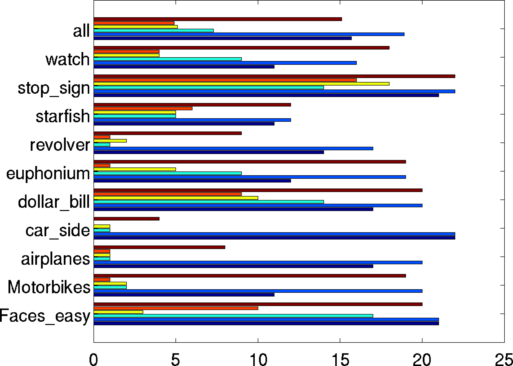 all
watch
stop_sign
starfish
revolver
euphonium
dollar_bill
car_side
airplanes
Motorbikes
Faces_easy
0 5 10 15 20 25